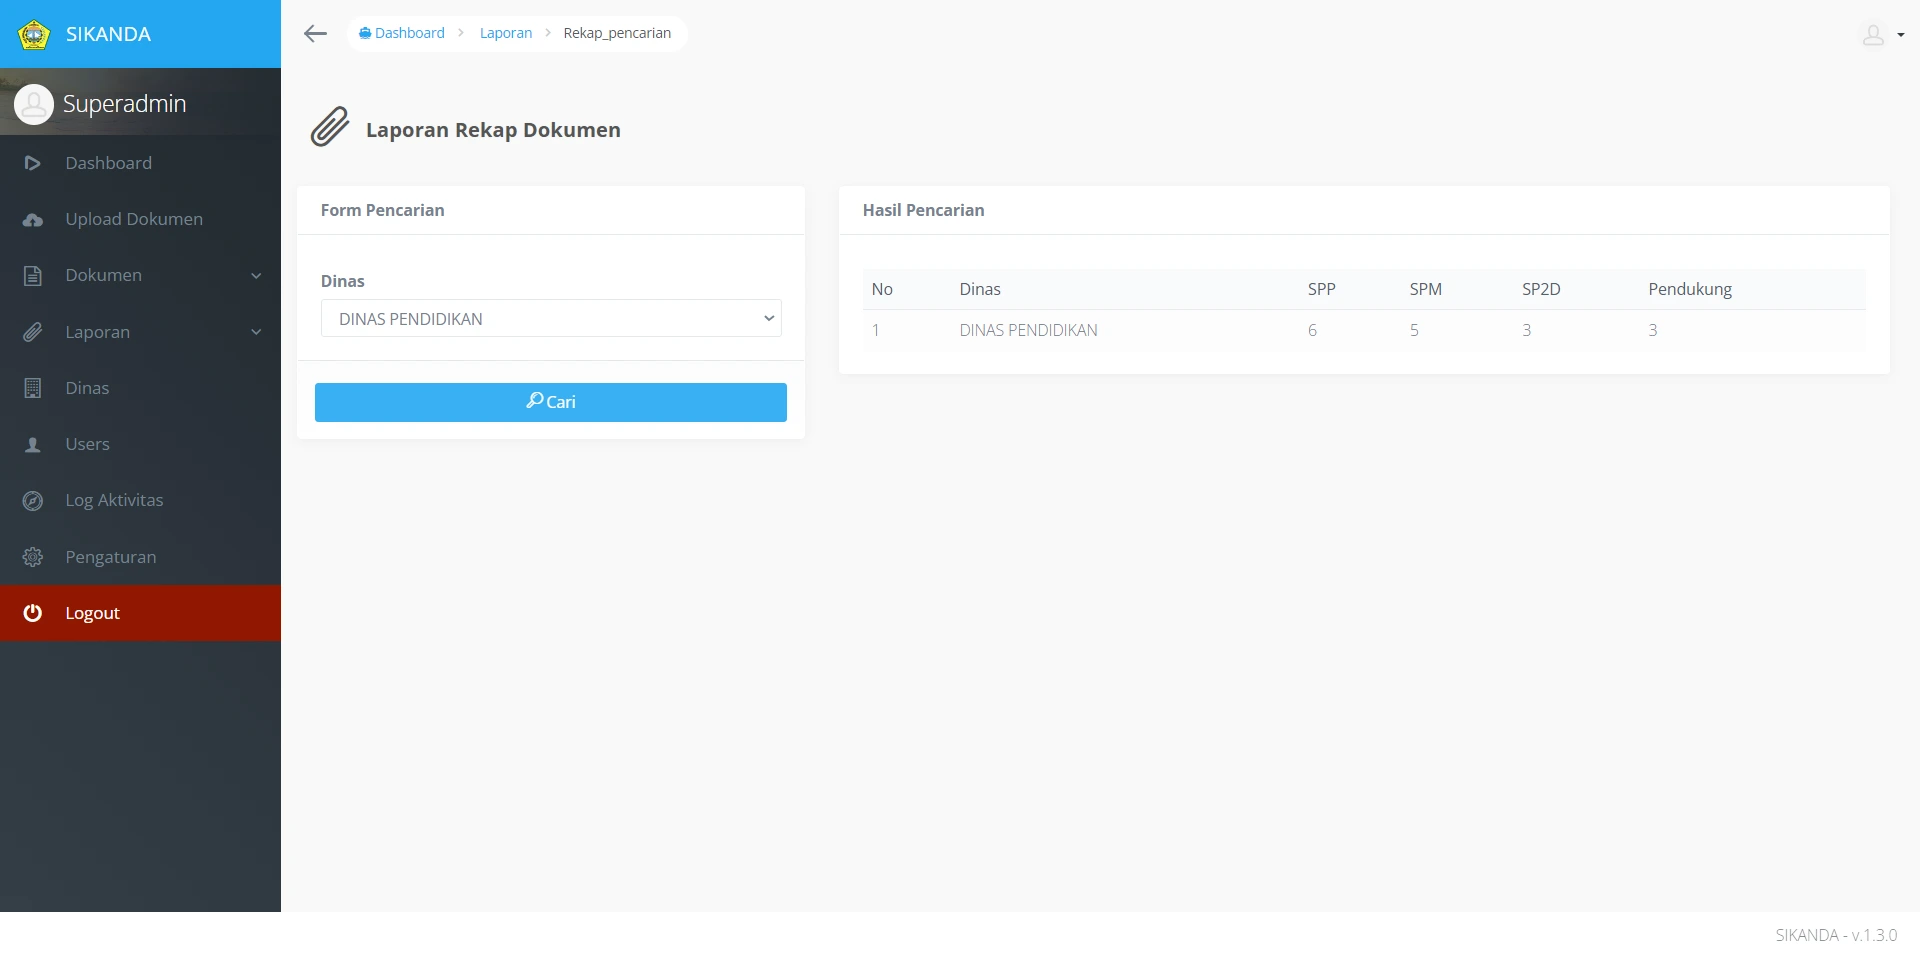 SIKANDA
Superadmin
Dashboard
Upload Dokumen
Dokumen
Laporan
Dinas
Users
Log Aktivitas
Pengaturan
Logout
Dashboard > Laporan > Rekap_pencarian
Laporan Rekap Dokumen
Form Pencarian
Dinas
DINAS PENDIDIKAN
Cari
Hasil Pencarian
No Dinas SPP SPM SP2D Pendukung
1 DINAS PENDIDIKAN 6 5 3 3
SIKANDA - v.1.3.0